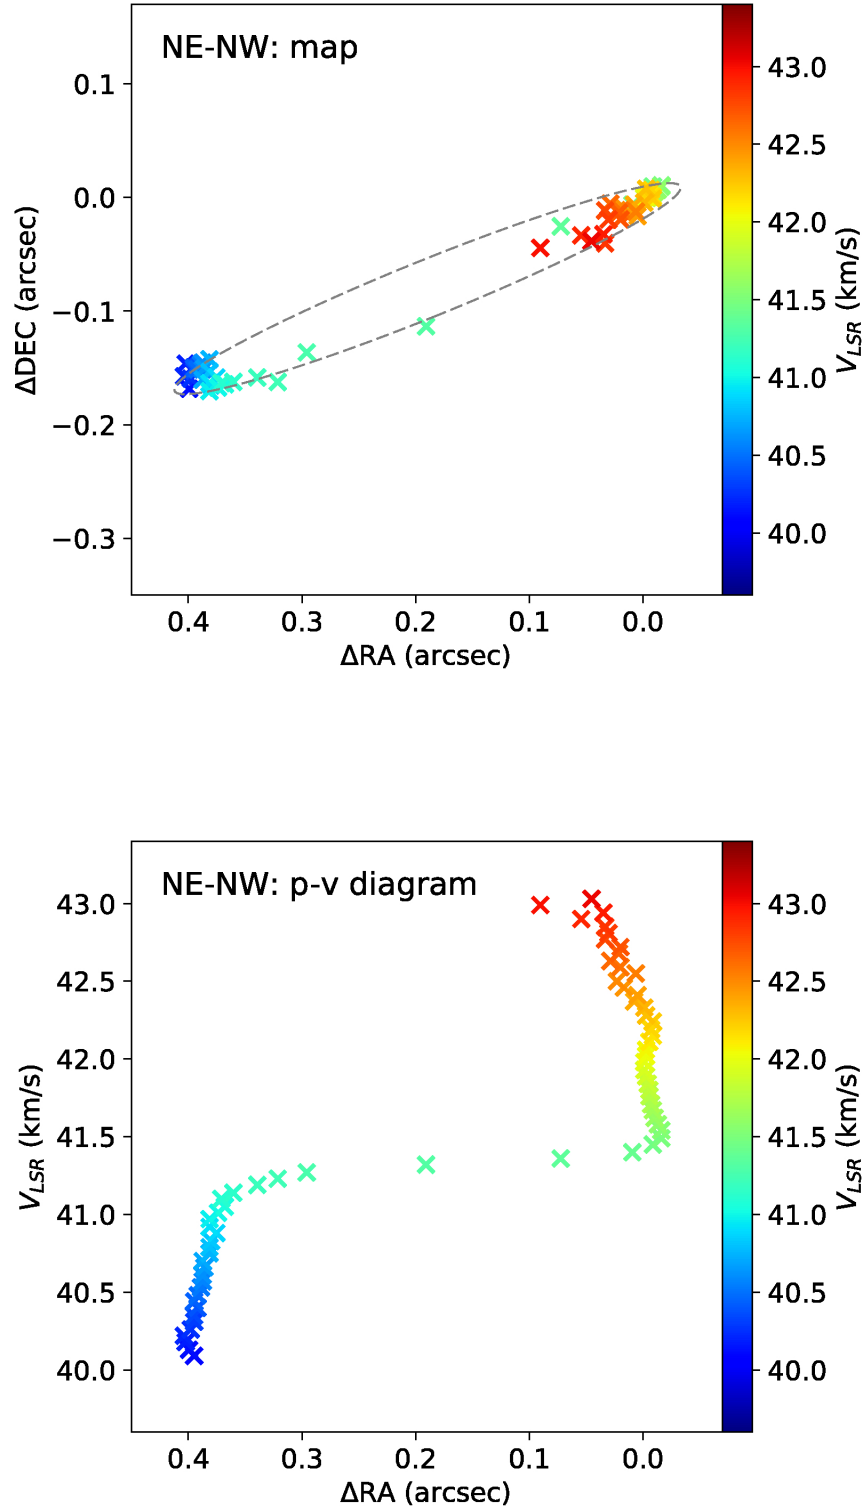 NE-NW: map
0.1
0.0
−0.1
−0.2
−0.3
ΔDEC (arcsec)
0.4 0.3 0.2 0.1 0.0
ΔRA (arcsec)
43.0
42.5
42.0
41.5
41.0
40.5
40.0
V_LSR (km/s)
NE-NW: p-v diagram
43.0
42.5
42.0
41.5
41.0
40.5
40.0
V_LSR (km/s)
0.4 0.3 0.2 0.1 0.0
ΔRA (arcsec)
43.0
42.5
42.0
41.5
41.0
40.5
40.0
V_LSR (km/s)